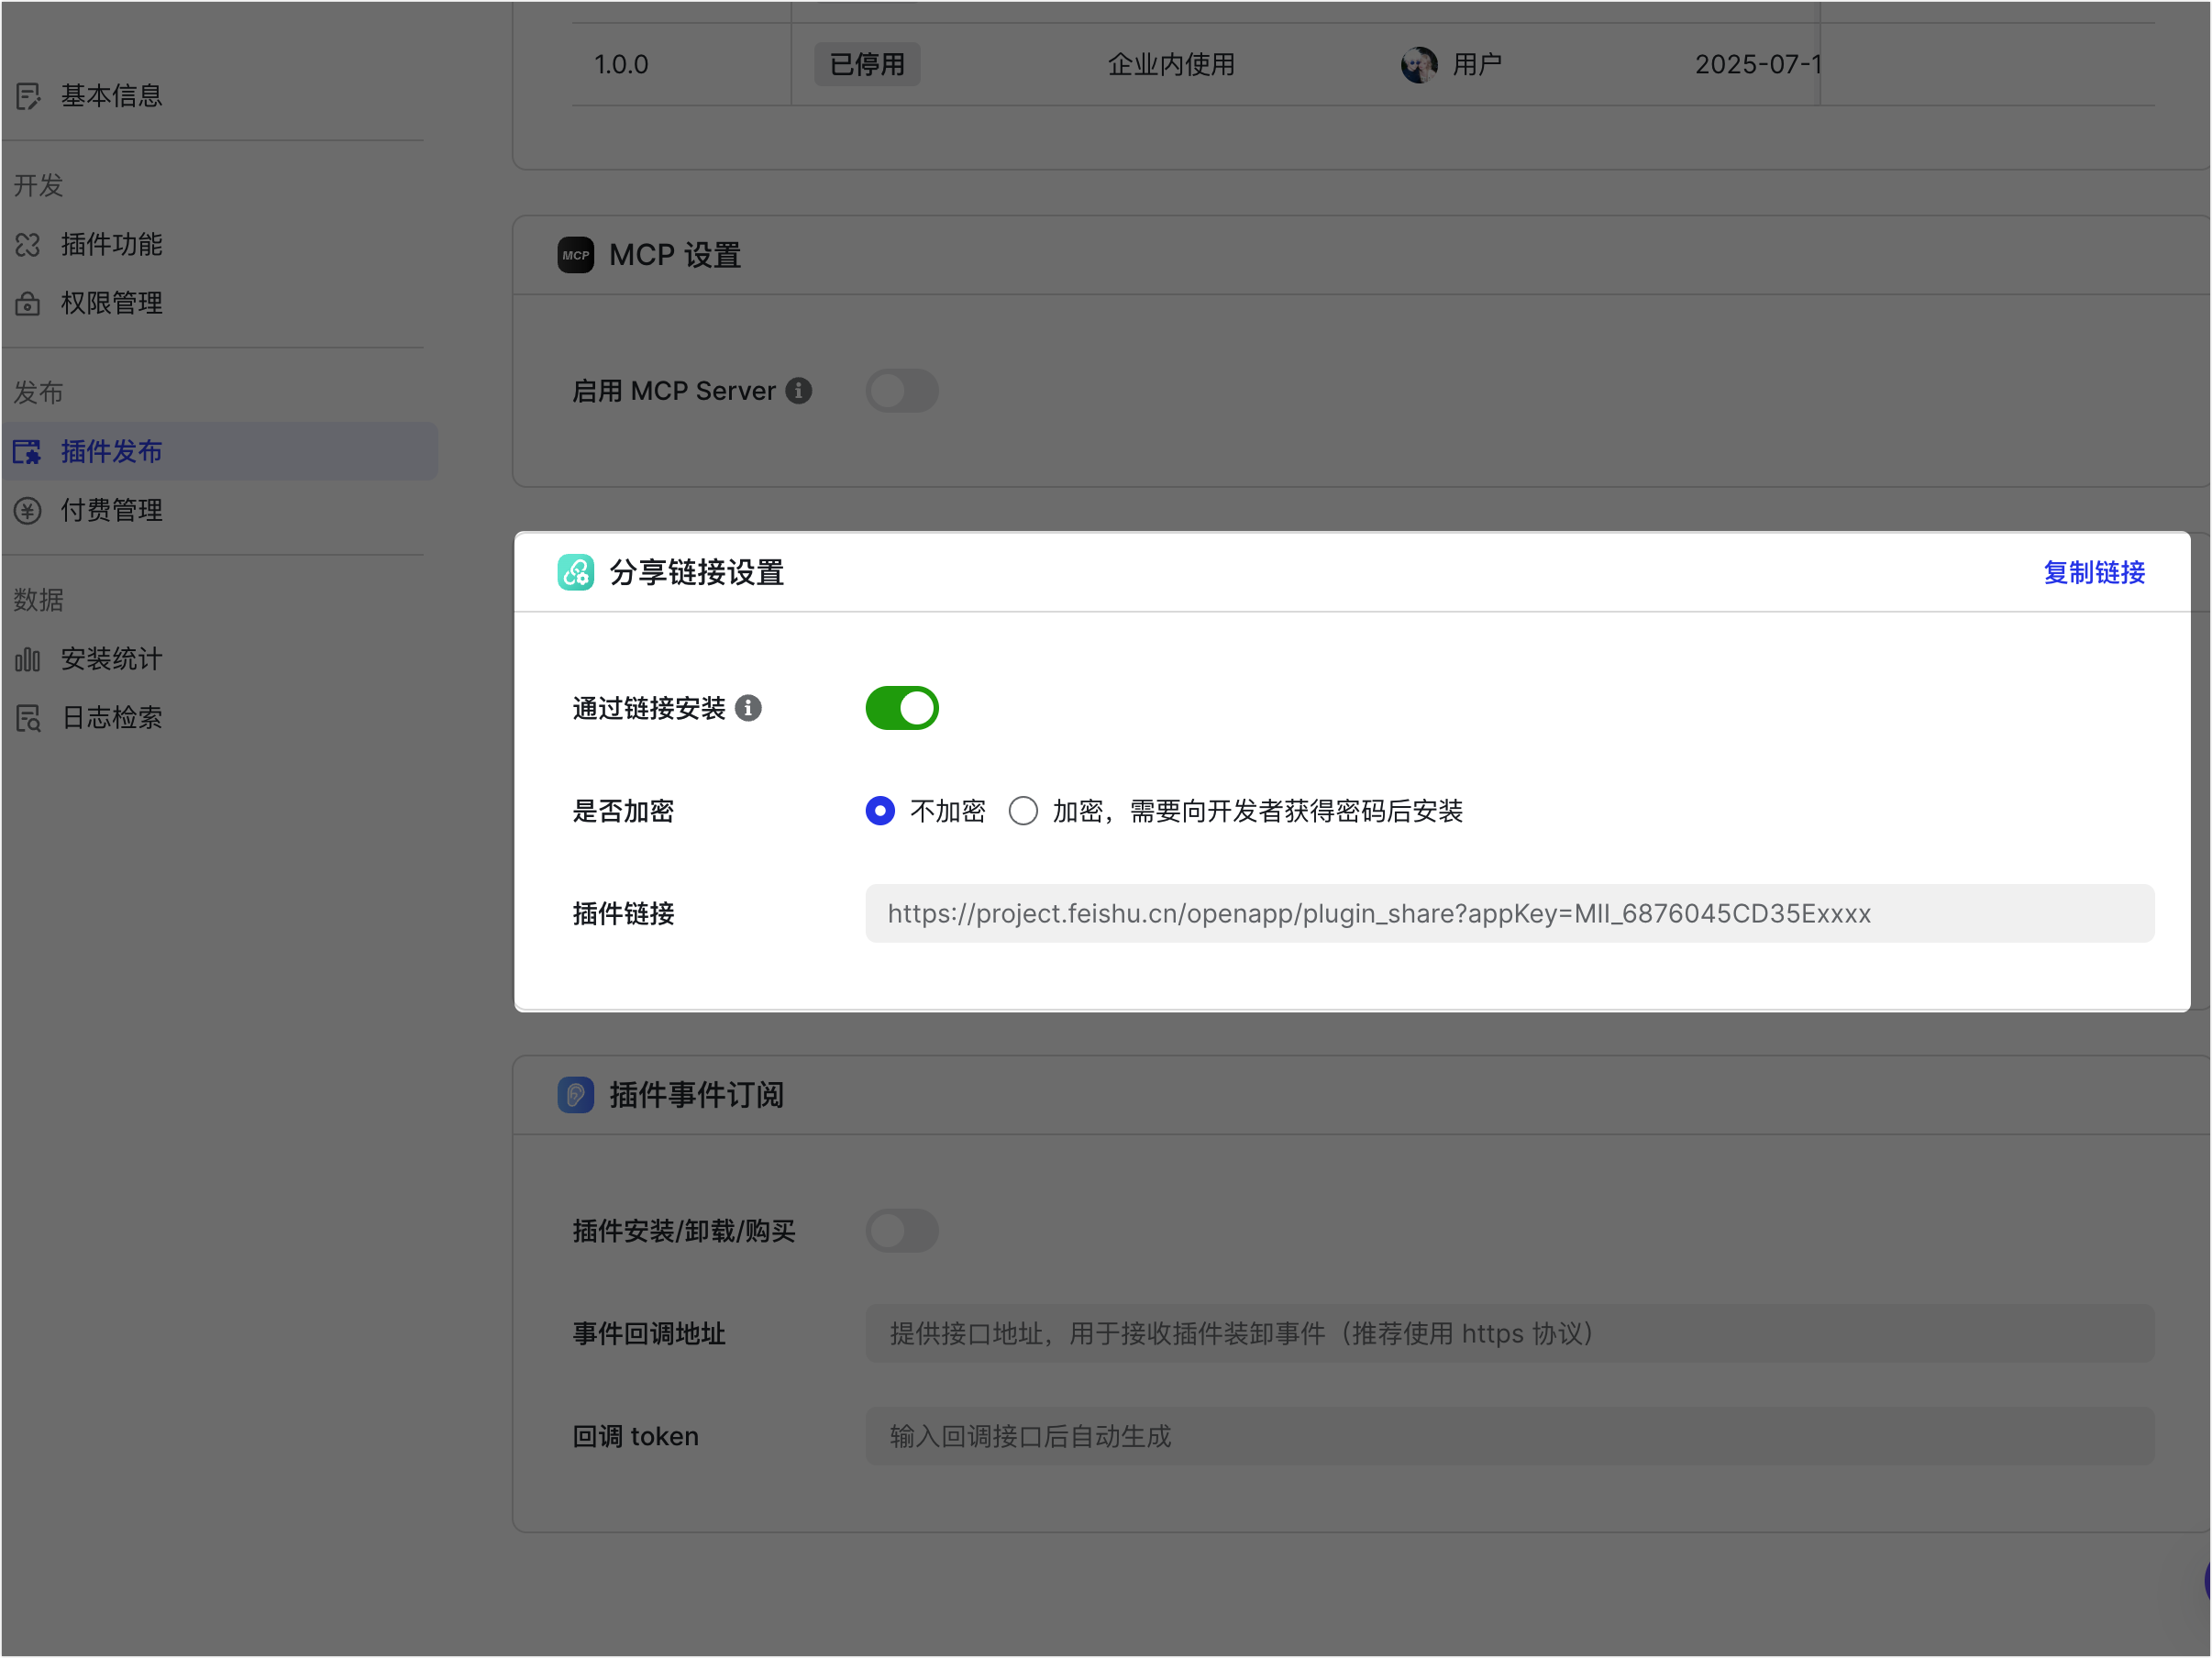 1.0.0 已停用 企业内使用 用户 2025-07-1
基本信息
开发
插件功能
权限管理
发布
插件发布
付费管理
数据
安装统计
日志检索
MCP MCP 设置
启用 MCP Server
分享链接设置 复制链接
通过链接安装
是否加密 不加密 加密，需要向开发者获得密码后安装
插件链接 https://project.feishu.cn/openapp/plugin_share?appKey=MII_6876045CD35Exxxx
插件事件订阅
插件安装/卸载/购买
事件回调地址 提供接口地址，用于接收插件装卸事件（推荐使用 https 协议）
回调 token 输入回调接口后自动生成